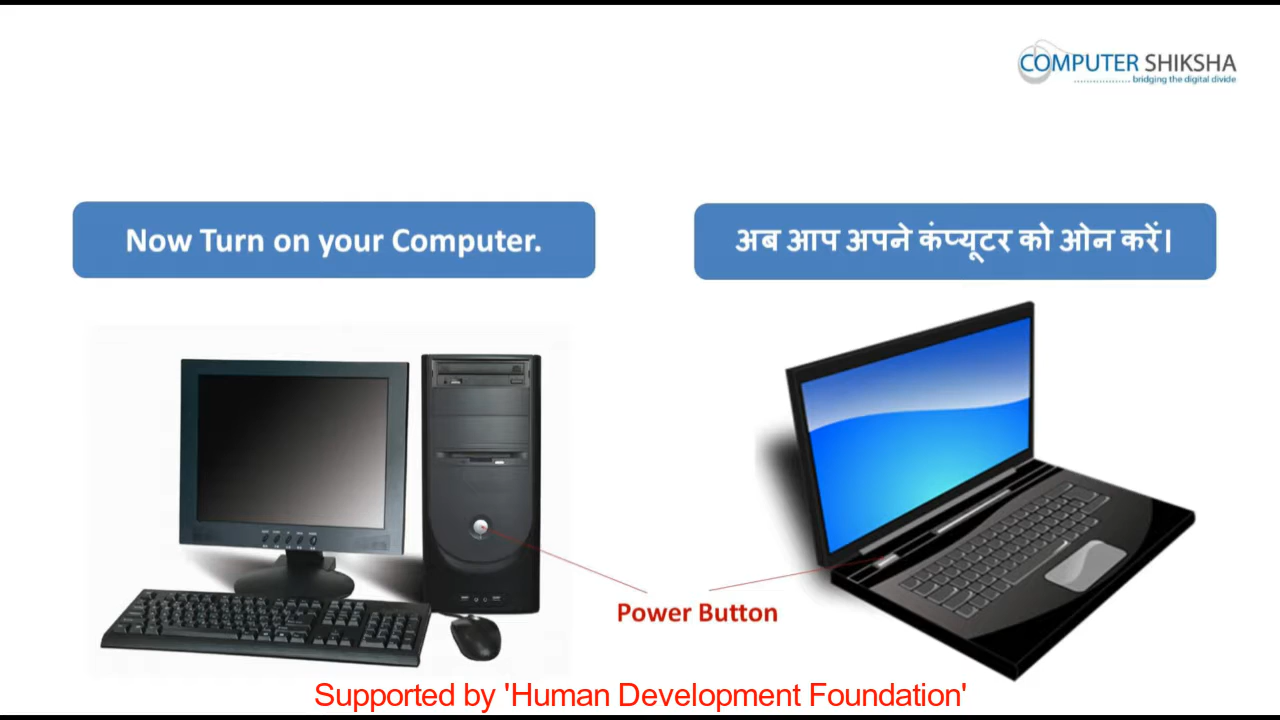 COMPUTER SHIKSHA
bridging the digital divide
Now Turn on your Computer.
अब आप अपने कंप्यूटर को ओन करें।
Power Button
Supported by 'Human Development Foundation'